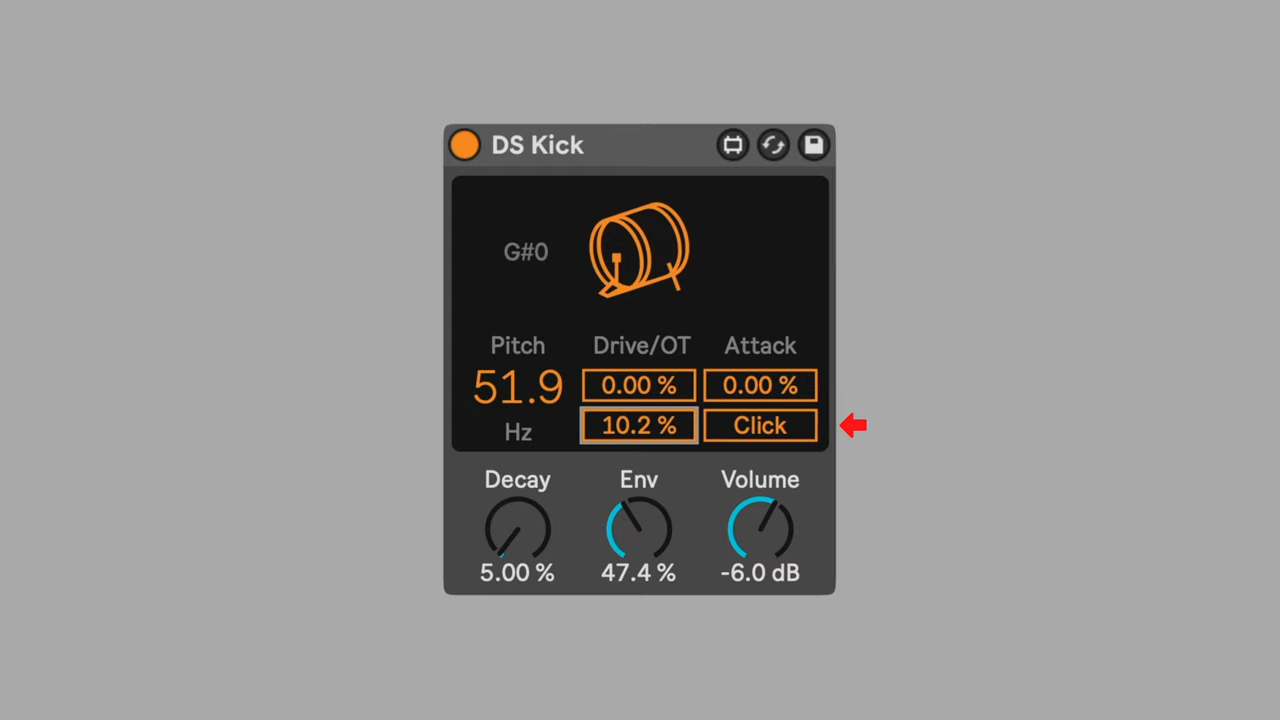 DS Kick
G#0
Pitch Drive/OT Attack
51.9 0.00 % 0.00 %
Hz 10.2 % Click
Decay Env Volume
5.00 % 47.4 % -6.0 dB